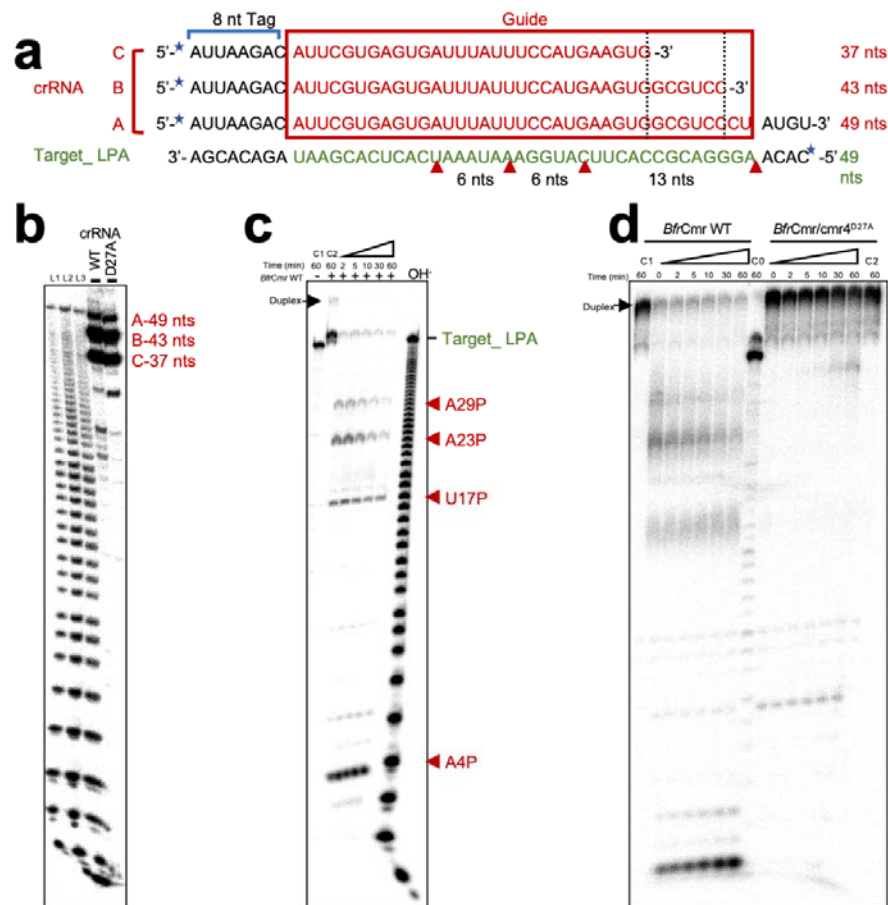 a
8 nt Tag
Guide
C 5'-★ AUUAAGAC AUUCGUGAGUGAUUUAUUUCCAUGAAGUG -3' 37 nts
crRNA B 5'-★ AUUAAGAC AUUCGUGAGUGAUUUAUUUCCAUGAAGUGGCGUCC -3' 43 nts
A 5'-★ AUUAAGAC AUUCGUGAGUGAUUUAUUUCCAUGAAGUGGCGUCCCU AUGU-3' 49 nts
Target_ LPA 3'- AGCACAGA UAAGCACUCACUAAAUAAAGGUACUUCACCGCAGGGA ACAC★ -5' 49 nts
6 nts 6 nts 13 nts
b
crRNA
L1 L2 L3 WT D27A
A-49 nts
B-43 nts
C-37 nts
c
C1 C2
Time (min) 60 60 2 5 10 30 60
BfrCmr WT - + + + + + + OH-
Duplex
Target_ LPA
A29P
A23P
U17P
A4P
d
BfrCmr WT BfrCmr/cmr4D27A
C1 C0 C2
Time (min) 60 0 2 5 10 30 60 60 0 2 5 10 30 60 60
Duplex